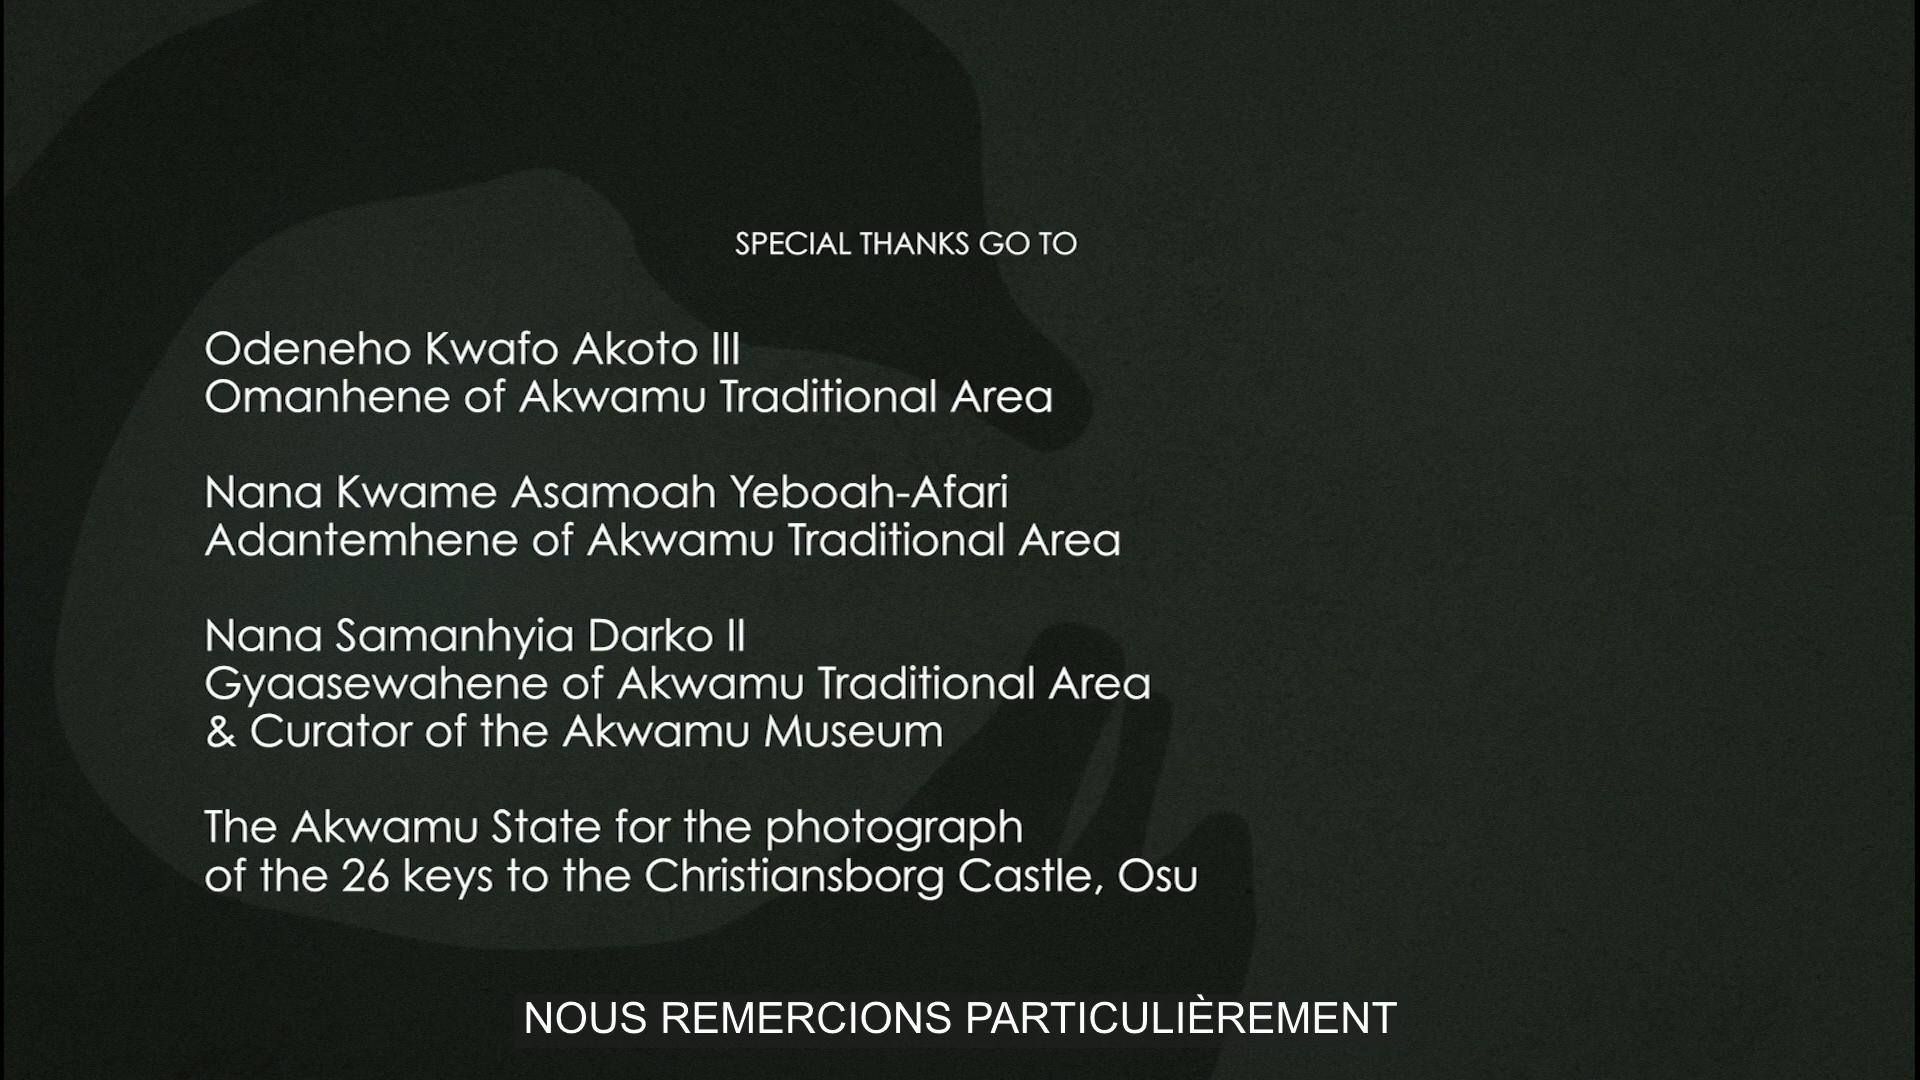 SPECIAL THANKS GO TO
Odeneho Kwafo Akoto III
Omanhene of Akwamu Traditional Area
Nana Kwame Asamoah Yeboah-Afari
Adantemhene of Akwamu Traditional Area
Nana Samanhyia Darko II
Gyaasewahene of Akwamu Traditional Area
& Curator of the Akwamu Museum
The Akwamu State for the photograph
of the 26 keys to the Christiansborg Castle, Osu
NOUS REMERCIONS PARTICULIÈREMENT